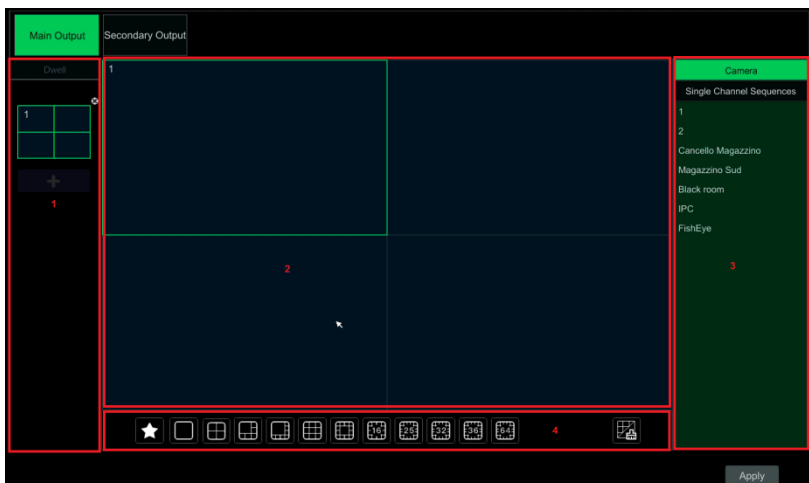 Main Output
Secondary Output
Dwell
1
1
1
2
Camera
Single Channel Sequences
1
2
Cancello Magazzino
Magazzino Sud
Black room
IPC
FishEye
3
16
25
32
36
64
4
Apply